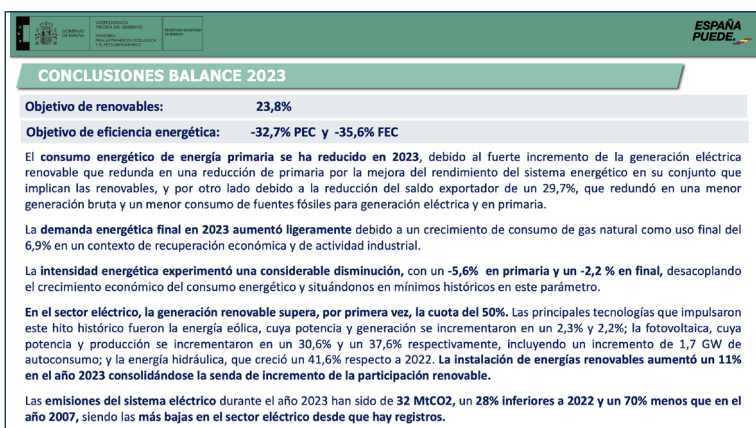 GOBIERNO
DE ESPAÑA
VICEPRESIDENCIA
TERCERA DEL GOBIERNO
MINISTERIO
PARA LA TRANSICIÓN ECOLÓGICA
Y EL RETO DEMOGRÁFICO
SECRETARÍA DE ESTADO
DE ENERGÍA
ESPAÑA
PUEDE.
CONCLUSIONES BALANCE 2023
Objetivo de renovables: 23,8%
Objetivo de eficiencia energética: -32,7% PEC y -35,6% FEC
El consumo energético de energía primaria se ha reducido en 2023, debido al fuerte incremento de la generación eléctrica
renovable que redunda en una reducción de primaria por la mejora del rendimiento del sistema energético en su conjunto que
implican las renovables, y por otro lado debido a la reducción del saldo exportador de un 29,7%, que redundó en una menor
generación bruta y un menor consumo de fuentes fósiles para generación eléctrica y en primaria.
La demanda energética final en 2023 aumentó ligeramente debido a un crecimiento de consumo de gas natural como uso final del
6,9% en un contexto de recuperación económica y de actividad industrial.
La intensidad energética experimentó una considerable disminución, con un -5,6% en primaria y un -2,2 % en final, desacoplando
el crecimiento económico del consumo energético y situándonos en mínimos históricos en este parámetro.
En el sector eléctrico, la generación renovable supera, por primera vez, la cuota del 50%. Las principales tecnologías que impulsaron
este hito histórico fueron la energía eólica, cuya potencia y generación se incrementaron en un 2,3% y 2,2%; la fotovoltaica, cuya
potencia y producción se incrementaron en un 30,6% y un 37,6% respectivamente, incluyendo un incremento de 1,7 GW de
autoconsumo; y la energía hidráulica, que creció un 41,6% respecto a 2022. La instalación de energías renovables aumentó un 11%
en el año 2023 consolidándose la senda de incremento de la participación renovable.
Las emisiones del sistema eléctrico durante el año 2023 han sido de 32 MtCO2, un 28% inferiores a 2022 y un 70% menos que en el
año 2007, siendo las más bajas en el sector eléctrico desde que hay registros.